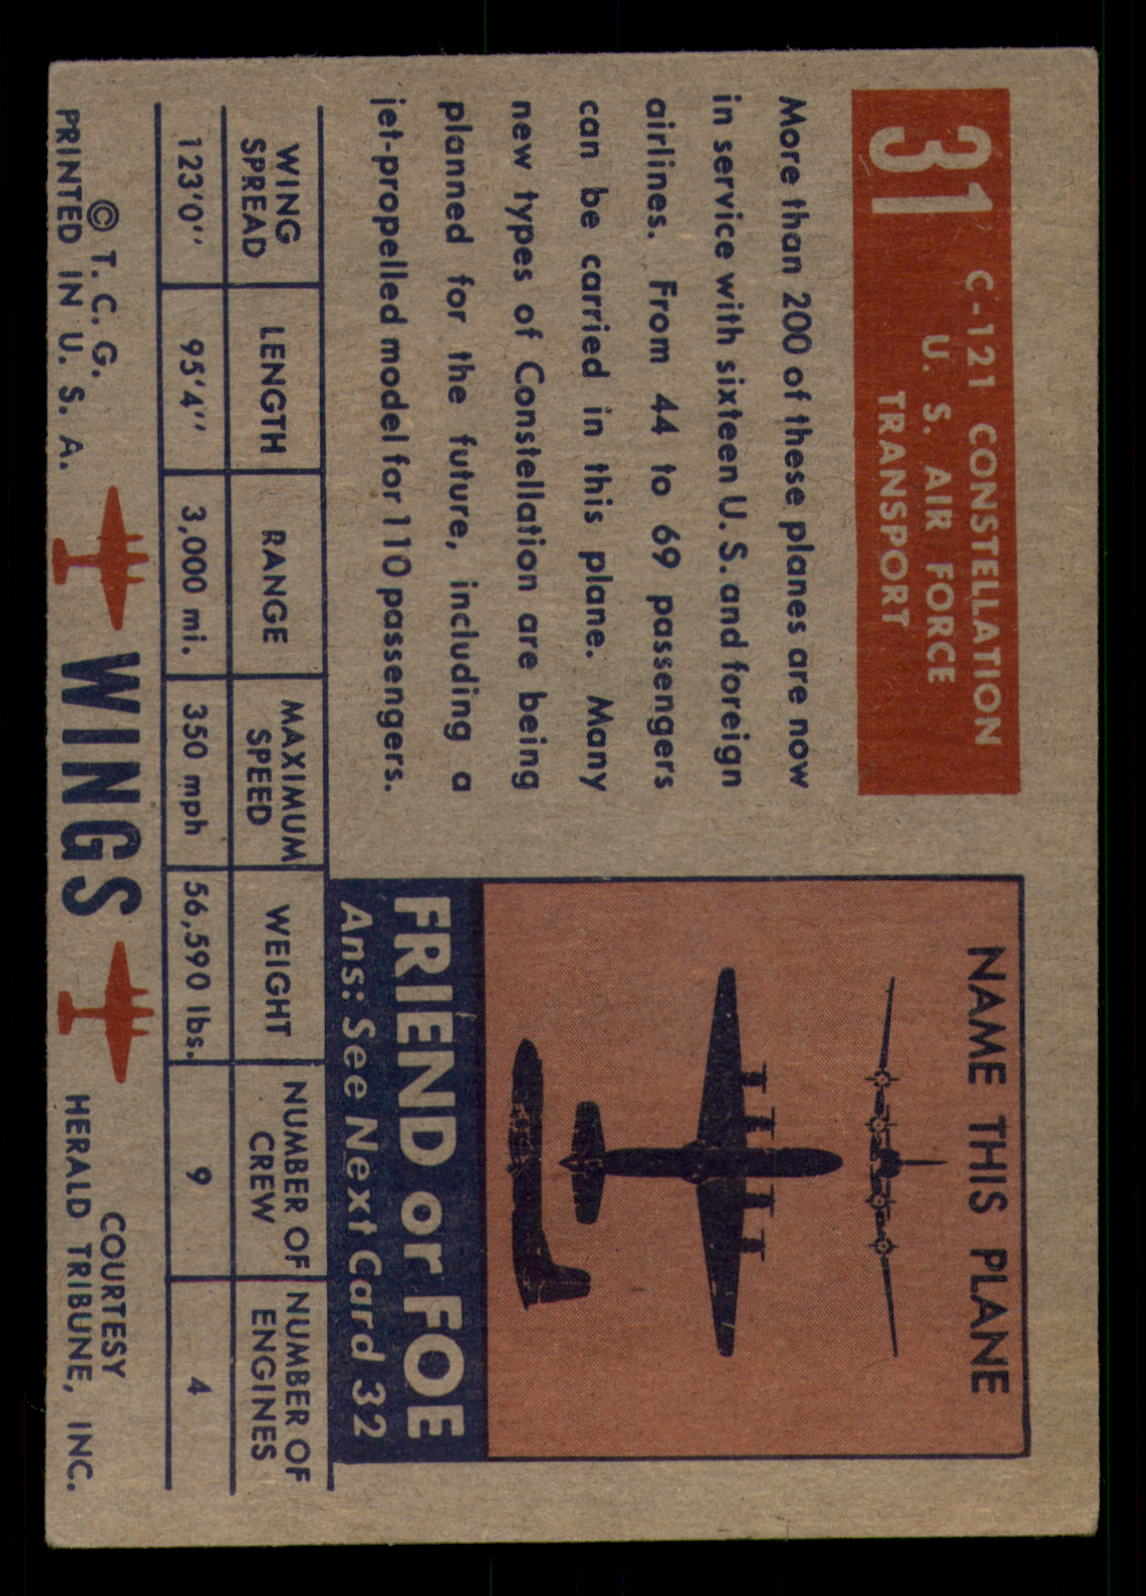 31 C-121 CONSTELLATION
U. S. AIR FORCE
TRANSPORT
More than 200 of these planes are now
in service with sixteen U. S. and foreign
airlines. From 44 to 69 passengers
can be carried in this plane. Many
new types of Constellation are being
planned for the future, including a
jet-propelled model for 110 passengers.
NAME THIS PLANE
FRIEND or FOE
Ans: See Next Card 32
WING SPREAD LENGTH RANGE MAXIMUM SPEED WEIGHT NUMBER OF CREW NUMBER OF ENGINES
123'0'' 95'4'' 3,000 mi. 350 mph 56,590 lbs. 9 4
© T. C. G.
PRINTED IN U. S. A.
WINGS
COURTESY
HERALD TRIBUNE, INC.